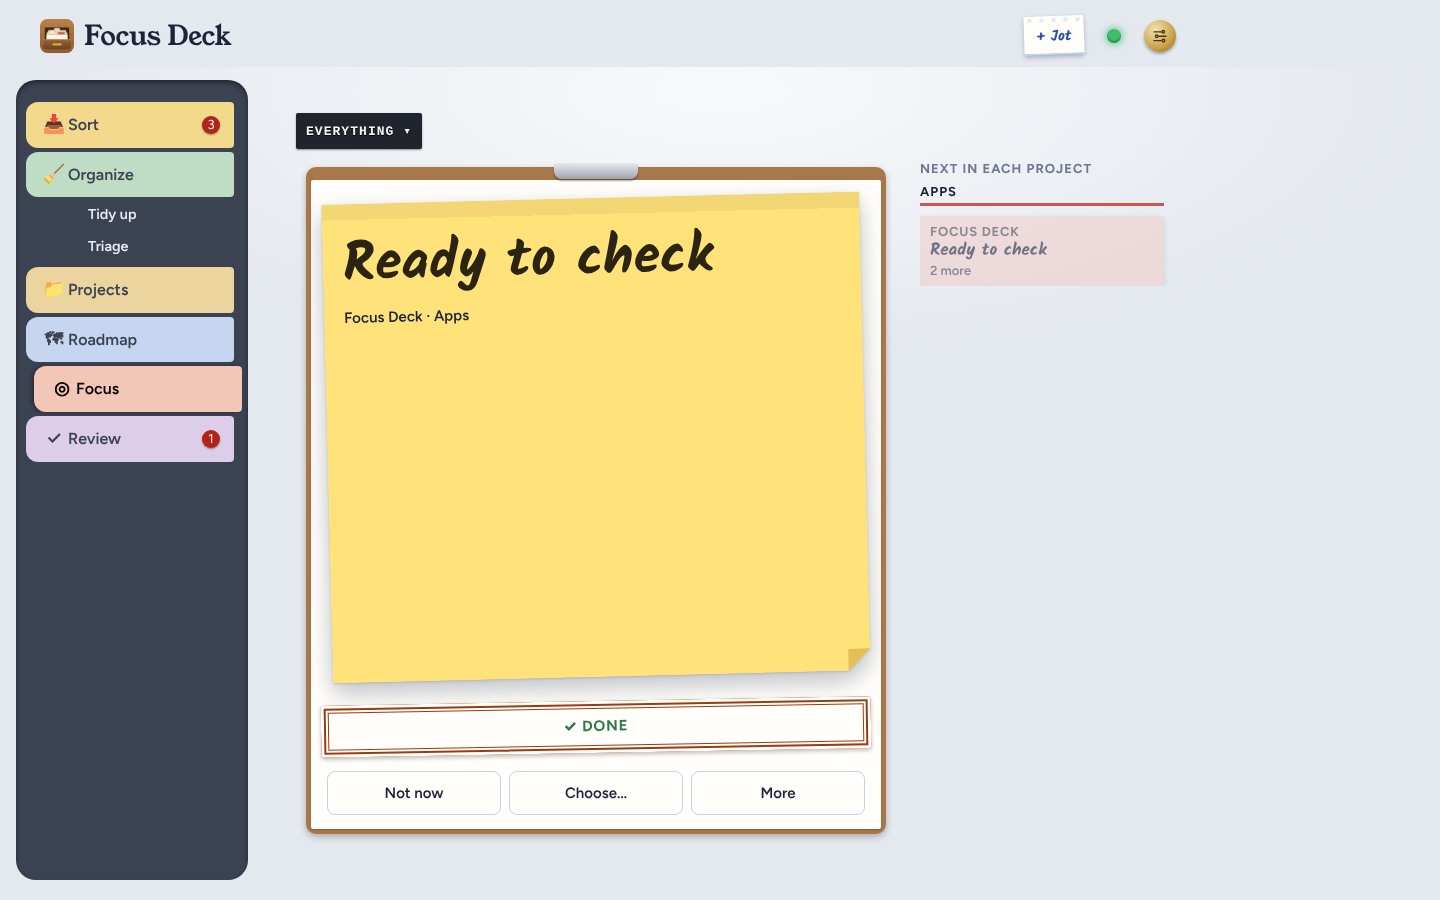 Focus Deck
+ Jot
Sort 3
Organize
Tidy up
Triage
Projects
Roadmap
Focus
Review 1
EVERYTHING ▾
Ready to check
Focus Deck · Apps
✓ DONE
Not now
Choose...
More
NEXT IN EACH PROJECT
APPS
FOCUS DECK
Ready to check
2 more